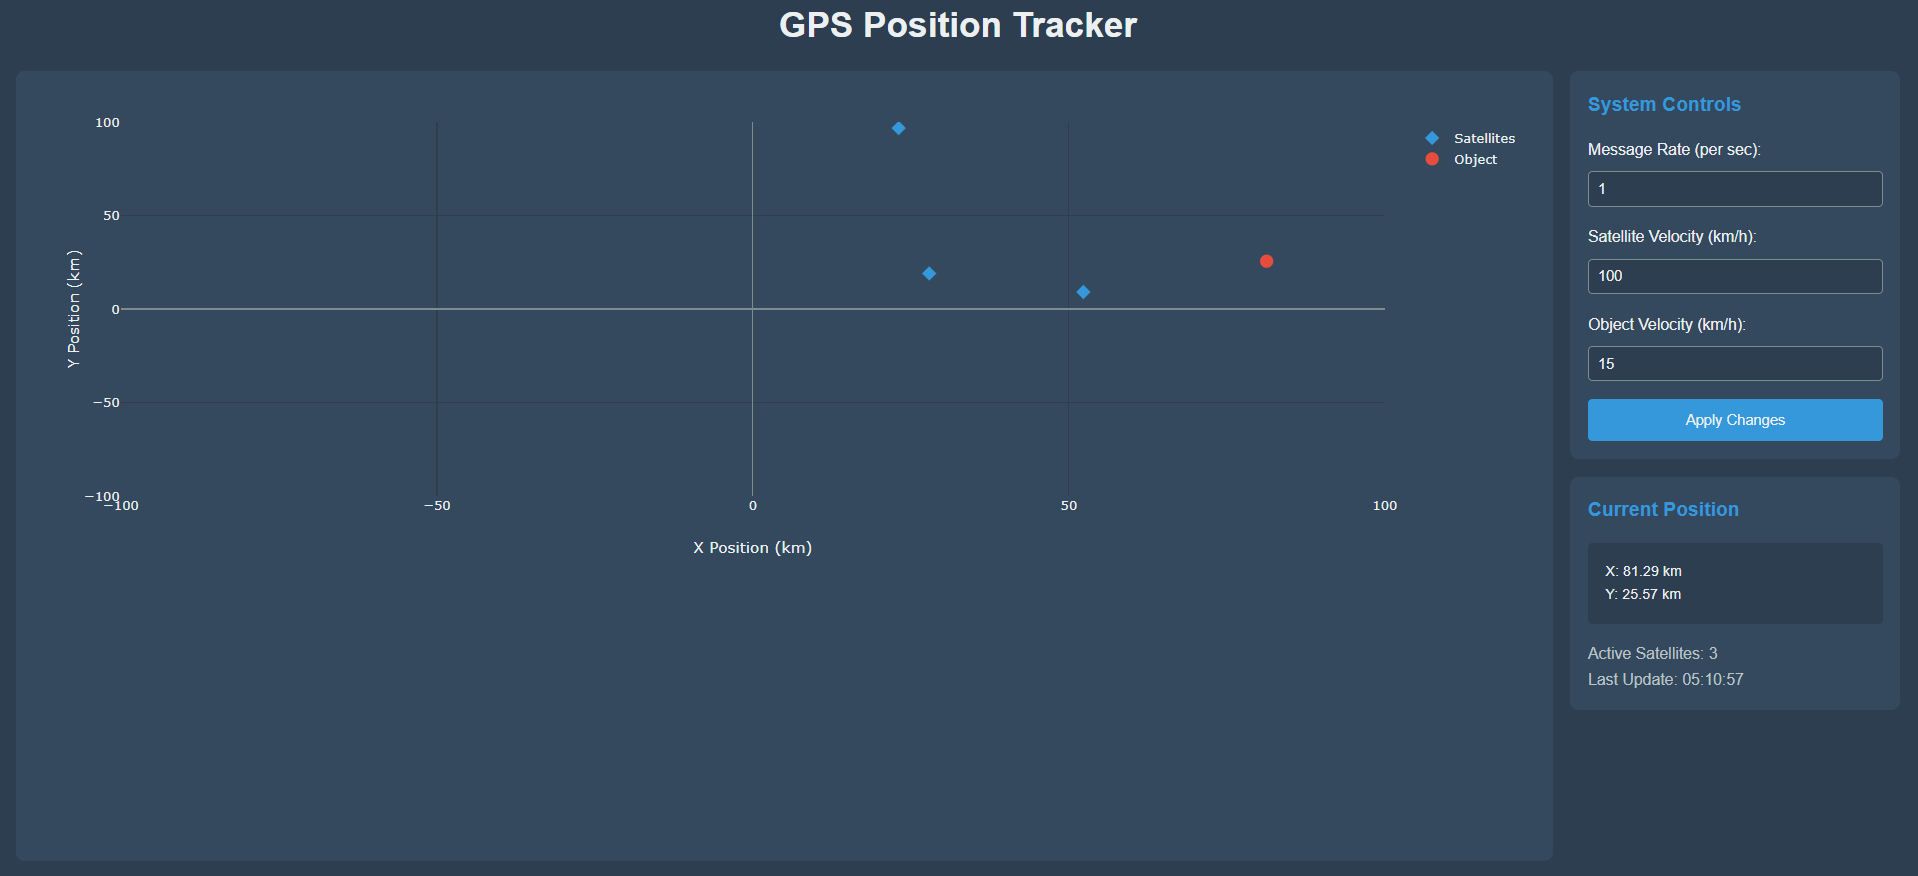 GPS Position Tracker
100
50
0
−50
−100
Y Position (km)
−100
−50
0
50
100
X Position (km)
Satellites
Object
System Controls
Message Rate (per sec):
1
Satellite Velocity (km/h):
100
Object Velocity (km/h):
15
Apply Changes
Current Position
X: 81.29 km
Y: 25.57 km
Active Satellites: 3
Last Update: 05:10:57